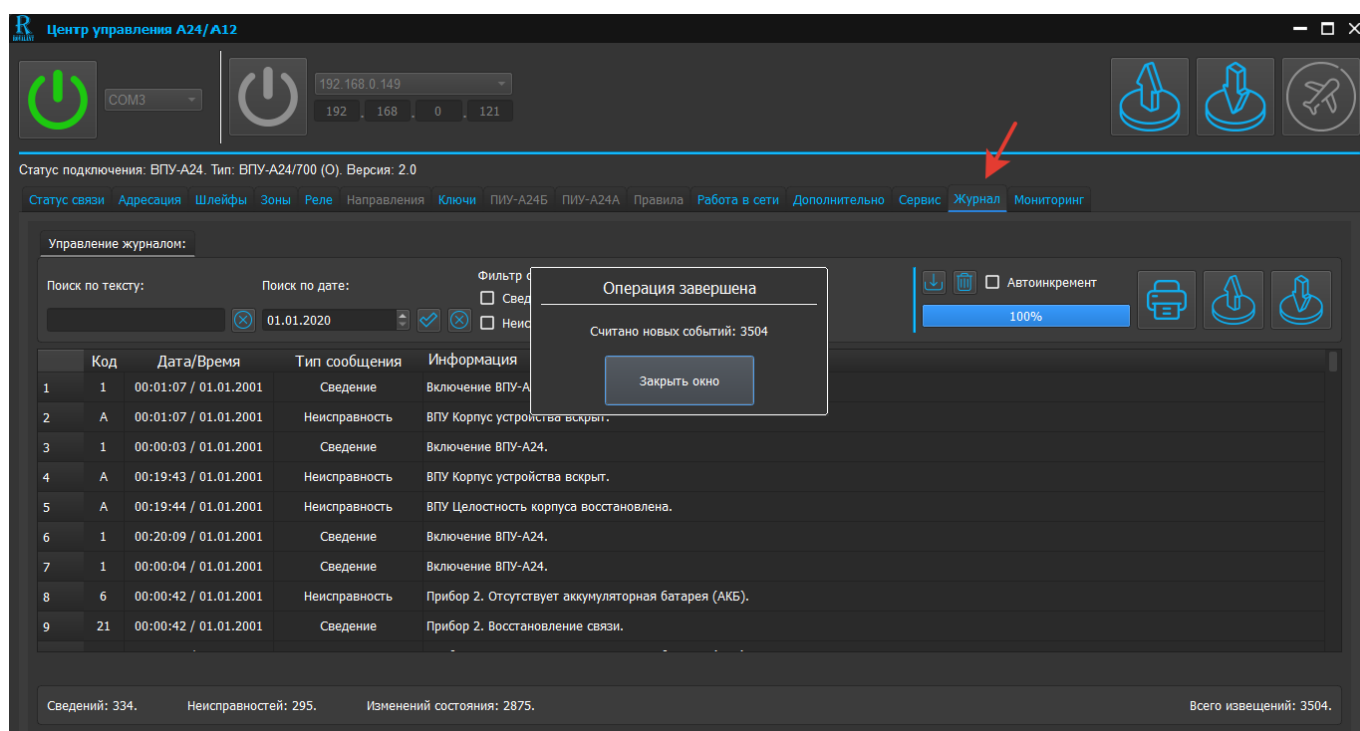 R
ROVALANT
Центр управления А24/А12
COM3
192.168.0.149
192 . 168 . 0 . 121
Статус подключения: ВПУ-А24. Тип: ВПУ-А24/700 (О). Версия: 2.0
Статус связи Адресация Шлейфы Зоны Реле Направления Ключи ПИУ-А24Б ПИУ-А24А Правила Работа в сети Дополнительно Сервис Журнал Мониторинг
Управление журналом:
Поиск по тексту:
Поиск по дате:
01.01.2020
Фильтр
Автоинкремент
100%
Операция завершена
Считано новых событий: 3504
Закрыть окно
Код Дата/Время Тип сообщения Информация
1 1 00:01:07 / 01.01.2001 Сведение Включение ВПУ-А
2 A 00:01:07 / 01.01.2001 Неисправность ВПУ Корпус устройства вскрыт.
3 1 00:00:03 / 01.01.2001 Сведение Включение ВПУ-А24.
4 A 00:19:43 / 01.01.2001 Неисправность ВПУ Корпус устройства вскрыт.
5 A 00:19:44 / 01.01.2001 Неисправность ВПУ Целостность корпуса восстановлена.
6 1 00:20:09 / 01.01.2001 Сведение Включение ВПУ-А24.
7 1 00:00:04 / 01.01.2001 Сведение Включение ВПУ-А24.
8 6 00:00:42 / 01.01.2001 Неисправность Прибор 2. Отсутствует аккумуляторная батарея (АКБ).
9 21 00:00:42 / 01.01.2001 Сведение Прибор 2. Восстановление связи.
Сведений: 334. Неисправностей: 295. Изменений состояния: 2875. Всего извещений: 3504.